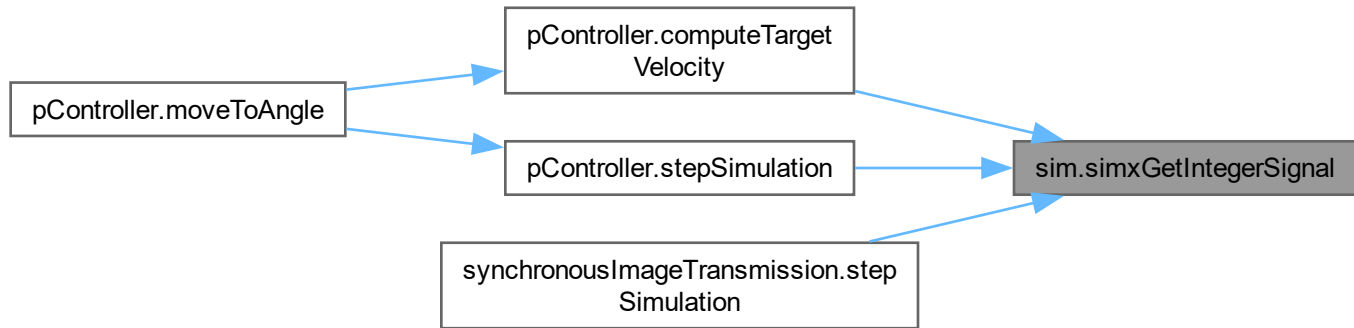 pController.moveToAngle
pController.computeTarget
Velocity
pController.stepSimulation
synchronousImageTransmission.step
Simulation
sim.simxGetIntegerSignal